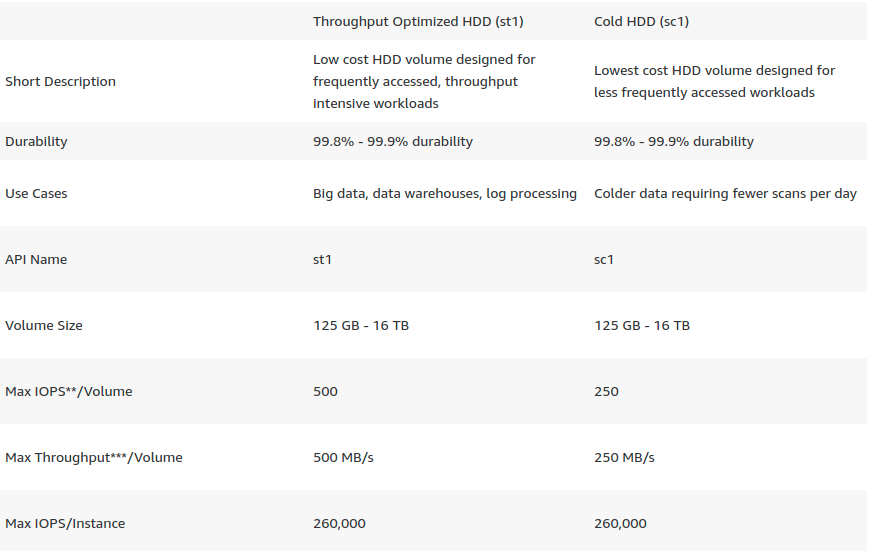 Throughput Optimized HDD (st1) Cold HDD (sc1)
Short Description
Low cost HDD volume designed for
frequently accessed, throughput
intensive workloads
Lowest cost HDD volume designed for
less frequently accessed workloads
Durability 99.8% - 99.9% durability 99.8% - 99.9% durability
Use Cases Big data, data warehouses, log processing Colder data requiring fewer scans per day
API Name st1 sc1
Volume Size 125 GB - 16 TB 125 GB - 16 TB
Max IOPS**/Volume 500 250
Max Throughput***/Volume 500 MB/s 250 MB/s
Max IOPS/Instance 260,000 260,000